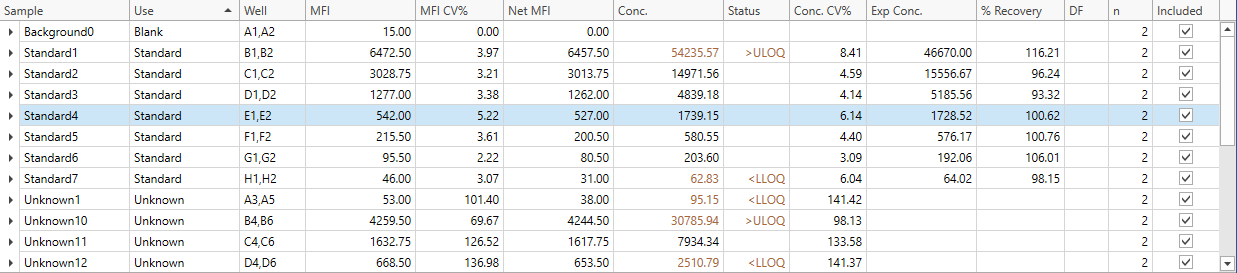 Sample Use Well MFI MFI CV% Net MFI Conc. Status Conc. CV% Exp Conc. % Recovery DF n Included
Background0 Blank A1,A2 15.00 0.00 0.00 2
Standard1 Standard B1,B2 6472.50 3.97 6457.50 54235.57 >ULOQ 8.41 46670.00 116.21 2
Standard2 Standard C1,C2 3028.75 3.21 3013.75 14971.56 4.59 15556.67 96.24 2
Standard3 Standard D1,D2 1277.00 3.38 1262.00 4839.18 4.14 5185.56 93.32 2
Standard4 Standard E1,E2 542.00 5.22 527.00 1739.15 6.14 1728.52 100.62 2
Standard5 Standard F1,F2 215.50 3.61 200.50 580.55 4.40 576.17 100.76 2
Standard6 Standard G1,G2 95.50 2.22 80.50 203.60 3.09 192.06 106.01 2
Standard7 Standard H1,H2 46.00 3.07 31.00 62.83 <LLOQ 6.04 64.02 98.15 2
Unknown1 Unknown A3,A5 53.00 101.40 38.00 95.15 <LLOQ 141.42 2
Unknown10 Unknown B4,B6 4259.50 69.67 4244.50 30785.94 >ULOQ 98.13 2
Unknown11 Unknown C4,C6 1632.75 126.52 1617.75 7934.34 133.58 2
Unknown12 Unknown D4,D6 668.50 136.98 653.50 2510.79 <LLOQ 141.37 2